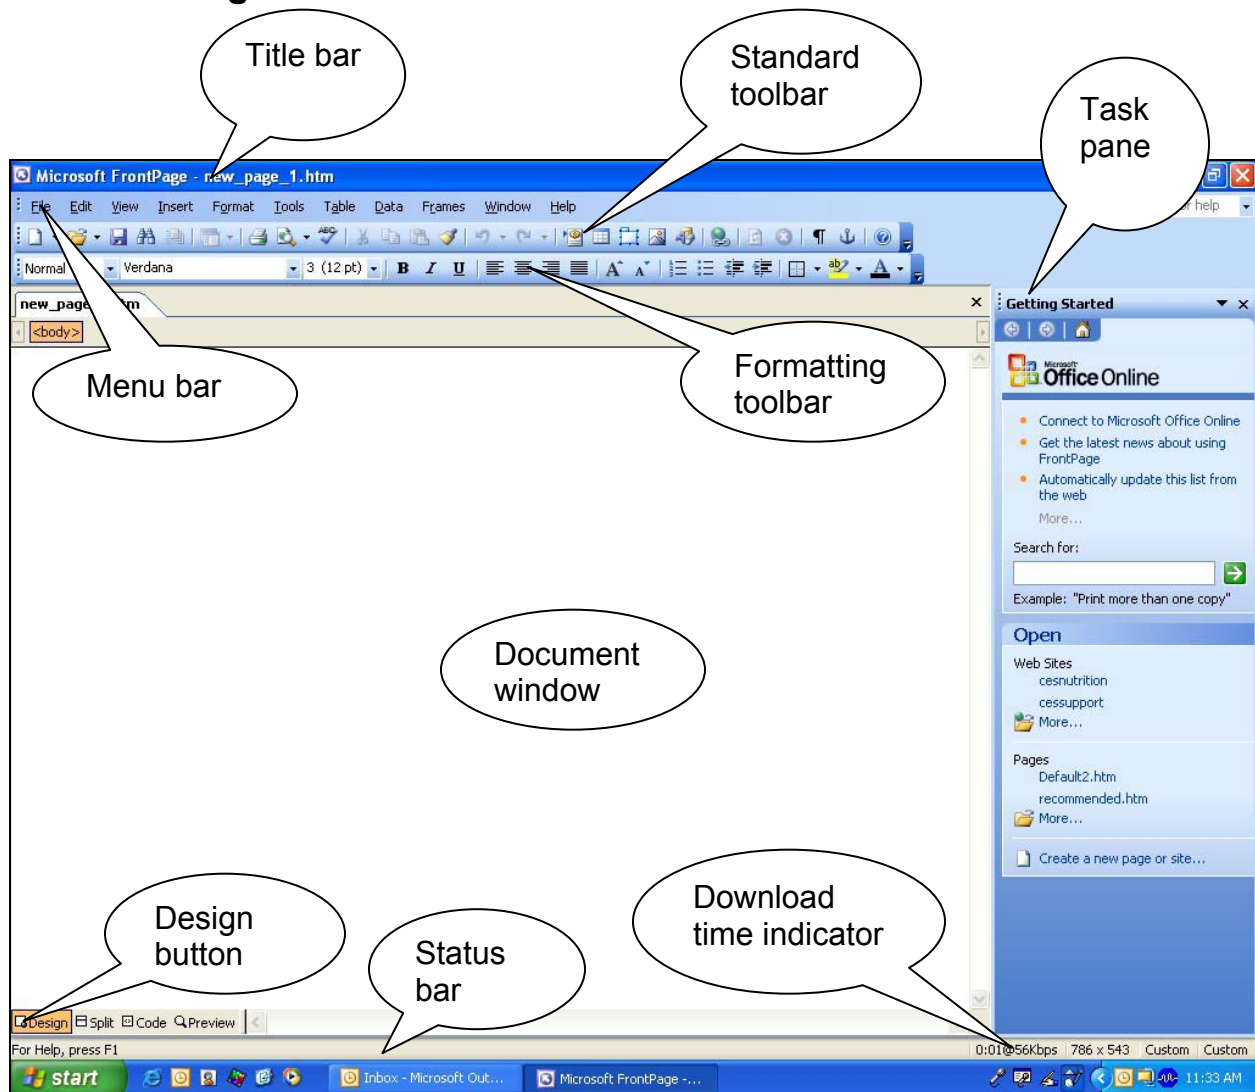 Title bar
Standard
toolbar
Task
pane
Microsoft FrontPage - new_page_1.htm
File Edit View Insert Format Tools Table Data Frames Window Help
help
Normal Verdana 3 (12 pt) B I U A A A
<body>
Menu bar
Formatting
toolbar
Getting Started
Microsoft
Office Online
Connect to Microsoft Office Online
Get the latest news about using
FrontPage
Automatically update this list from
the web
More...
Search for:
Example: "Print more than one copy"
Document
window
Open
Web Sites
cesnutrition
cessupport
More...
Pages
Default2.htm
recommended.htm
More...
Create a new page or site...
Design
button
Status
bar
Download
time indicator
Design Split Code Preview
For Help, press F1
0:01@56Kbps 786 x 543 Custom Custom
start Inbox - Microsoft Out... Microsoft FrontPage -... 11:33 AM